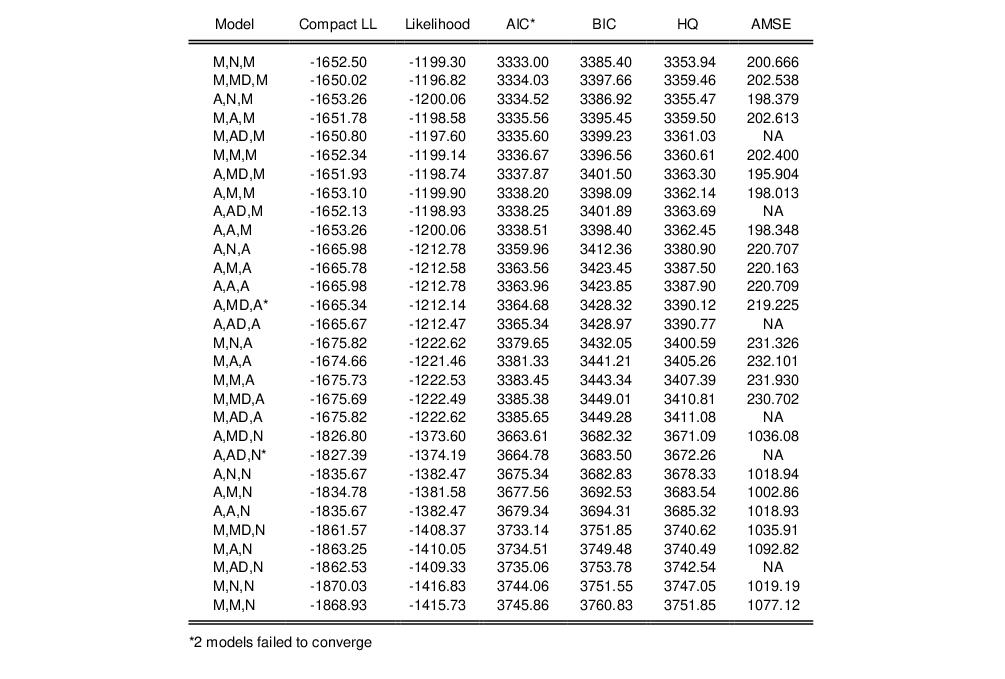 Model Compact LL Likelihood AIC* BIC HQ AMSE
M,N,M -1652.50 -1199.30 3333.00 3385.40 3353.94 200.666
M,MD,M -1650.02 -1196.82 3334.03 3397.66 3359.46 202.538
A,N,M -1653.26 -1200.06 3334.52 3386.92 3355.47 198.379
M,A,M -1651.78 -1198.58 3335.56 3395.45 3359.50 202.613
M,AD,M -1650.80 -1197.60 3335.60 3399.23 3361.03 NA
M,M,M -1652.34 -1199.14 3336.67 3396.56 3360.61 202.400
A,MD,M -1651.93 -1198.74 3337.87 3401.50 3363.30 195.904
A,M,M -1653.10 -1199.90 3338.20 3398.09 3362.14 198.013
A,AD,M -1652.13 -1198.93 3338.25 3401.89 3363.69 NA
A,A,M -1653.26 -1200.06 3338.51 3398.40 3362.45 198.348
A,N,A -1665.98 -1212.78 3359.96 3412.36 3380.90 220.707
A,M,A -1665.78 -1212.58 3363.56 3423.45 3387.50 220.163
A,A,A -1665.98 -1212.78 3363.96 3423.85 3387.90 220.709
A,MD,A* -1665.34 -1212.14 3364.68 3428.32 3390.12 219.225
A,AD,A -1665.67 -1212.47 3365.34 3428.97 3390.77 NA
M,N,A -1675.82 -1222.62 3379.65 3432.05 3400.59 231.326
M,A,A -1674.66 -1221.46 3381.33 3441.21 3405.26 232.101
M,M,A -1675.73 -1222.53 3383.45 3443.34 3407.39 231.930
M,MD,A -1675.69 -1222.49 3385.38 3449.01 3410.81 230.702
M,AD,A -1675.82 -1222.62 3385.65 3449.28 3411.08 NA
A,MD,N -1826.80 -1373.60 3663.61 3682.32 3671.09 1036.08
A,AD,N* -1827.39 -1374.19 3664.78 3683.50 3672.26 NA
A,N,N -1835.67 -1382.47 3675.34 3682.83 3678.33 1018.94
A,M,N -1834.78 -1381.58 3677.56 3692.53 3683.54 1002.86
A,A,N -1835.67 -1382.47 3679.34 3694.31 3685.32 1018.93
M,MD,N -1861.57 -1408.37 3733.14 3751.85 3740.62 1035.91
M,A,N -1863.25 -1410.05 3734.51 3749.48 3740.49 1092.82
M,AD,N -1862.53 -1409.33 3735.06 3753.78 3742.54 NA
M,N,N -1870.03 -1416.83 3744.06 3751.55 3747.05 1019.19
M,M,N -1868.93 -1415.73 3745.86 3760.83 3751.85 1077.12
*2 models failed to converge